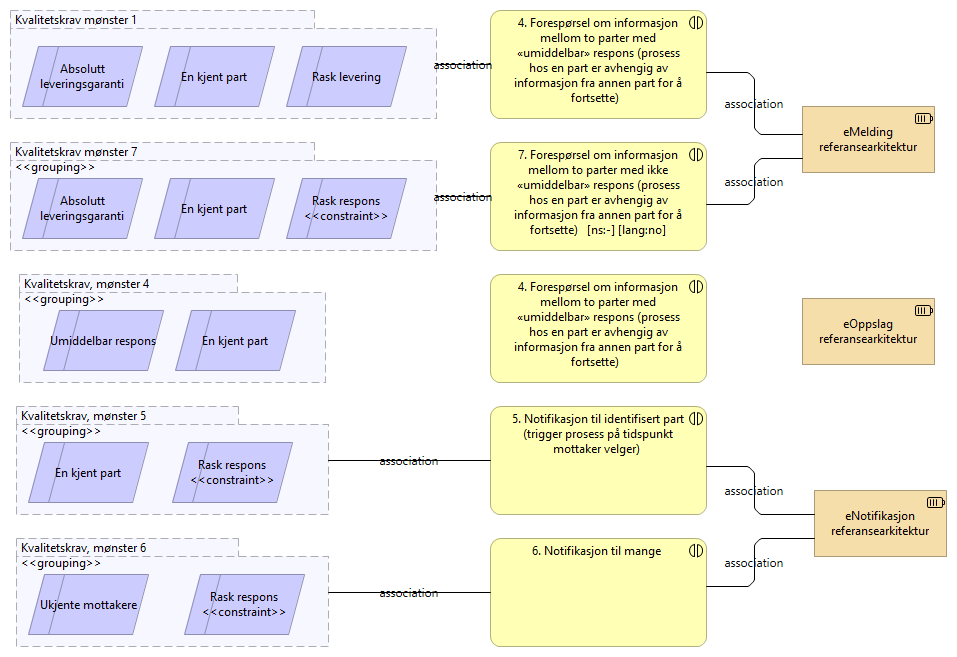 Kvalitetskrav mønster 1
Absolutt
leveringsgaranti
En kjent part
Rask levering
association
4. Forespørsel om informasjon
mellom to parter med
«umiddelbar» respons (prosess
hos en part er avhengig av
informasjon fra annen part for å
fortsette)
association
eMelding
referansearkitektur
Kvalitetskrav mønster 7
<<grouping>>
Absolutt
leveringsgaranti
En kjent part
Rask respons
<<constraint>>
association
7. Forespørsel om informasjon
mellom to parter med ikke
«umiddelbar» respons (prosess
hos en part er avhengig av
informasjon fra annen part for å
fortsette)   [ns:-] [lang:no]
association
Kvalitetskrav, mønster 4
<<grouping>>
Umiddelbar respons
En kjent part
4. Forespørsel om informasjon
mellom to parter med
«umiddelbar» respons (prosess
hos en part er avhengig av
informasjon fra annen part for å
fortsette)
eOppslag
referansearkitektur
Kvalitetskrav, mønster 5
<<grouping>>
En kjent part
Rask respons
<<constraint>>
association
5. Notifikasjon til identifisert part
(trigger prosess på tidspunkt
mottaker velger)
association
eNotifikasjon
referansearkitektur
Kvalitetskrav, mønster 6
<<grouping>>
Ukjente mottakere
Rask respons
<<constraint>>
association
6. Notifikasjon til mange
association